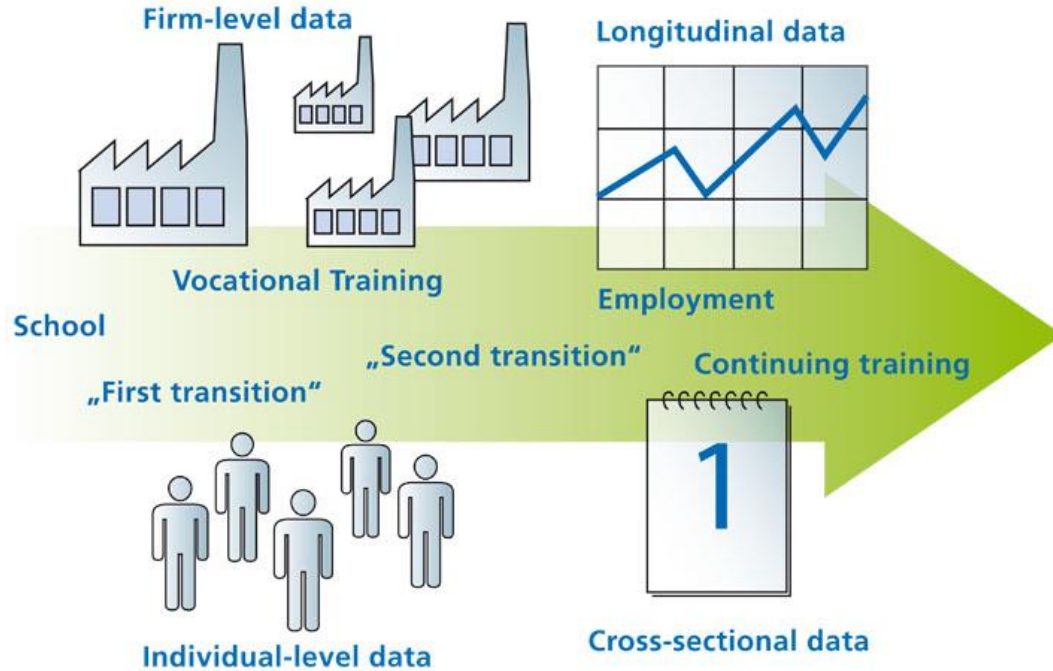 Firm-level data
Longitudinal data
Vocational Training
Employment
School
„Second transition“
Continuing training
„First transition“
1
Individual-level data
Cross-sectional data